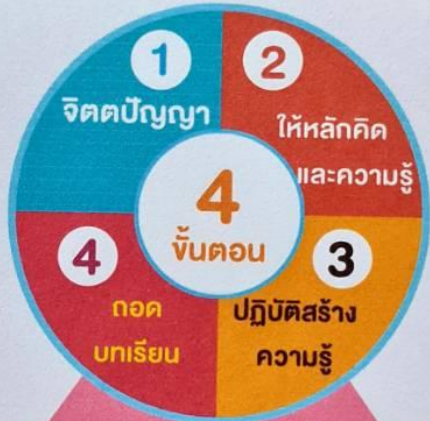 1
จิตตปัญญา
2
ให้หลักคิด
และความรู้
4
ขั้นตอน
3
ปฏิบัติสร้าง
ความรู้
4
ถอด
บทเรียน